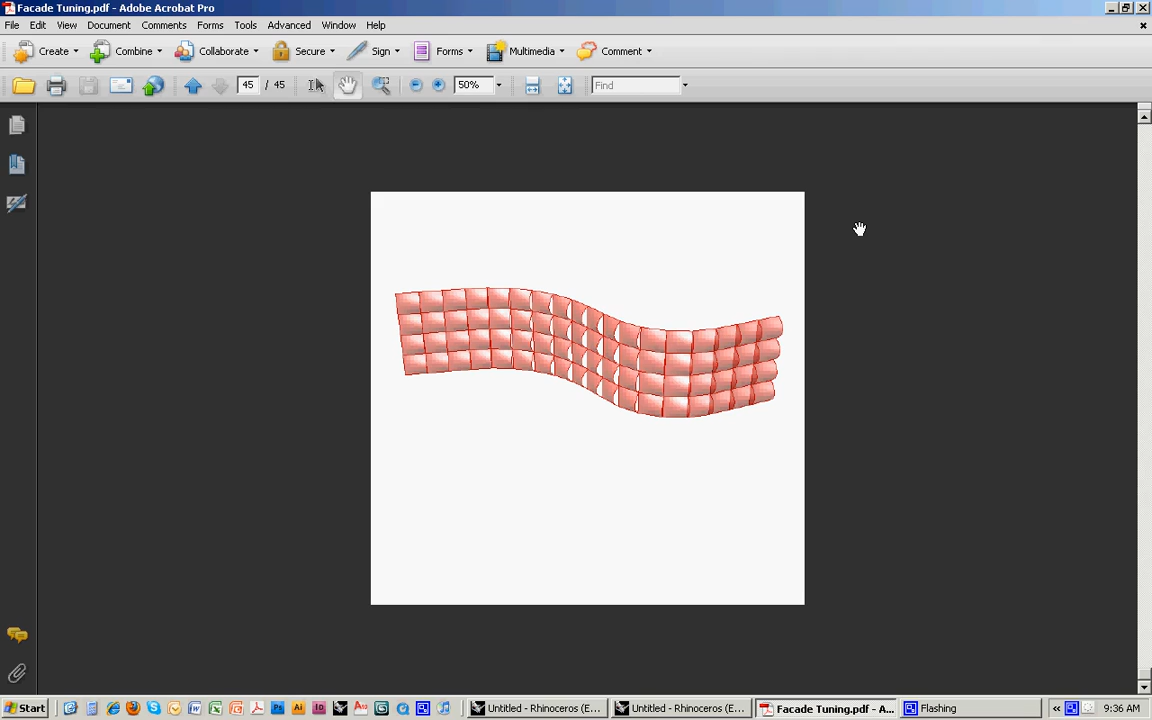 Facade Tuning.pdf - Adobe Acrobat Pro
File Edit View Document Comments Forms Tools Advanced Window Help
Create Combine Collaborate Secure Sign Forms Multimedia Comment
45 / 45 50% Find
Start Untitled - Rhinoceros (E... Untitled - Rhinoceros (E... Facade Tuning.pdf - A... Flashing 9:36 AM